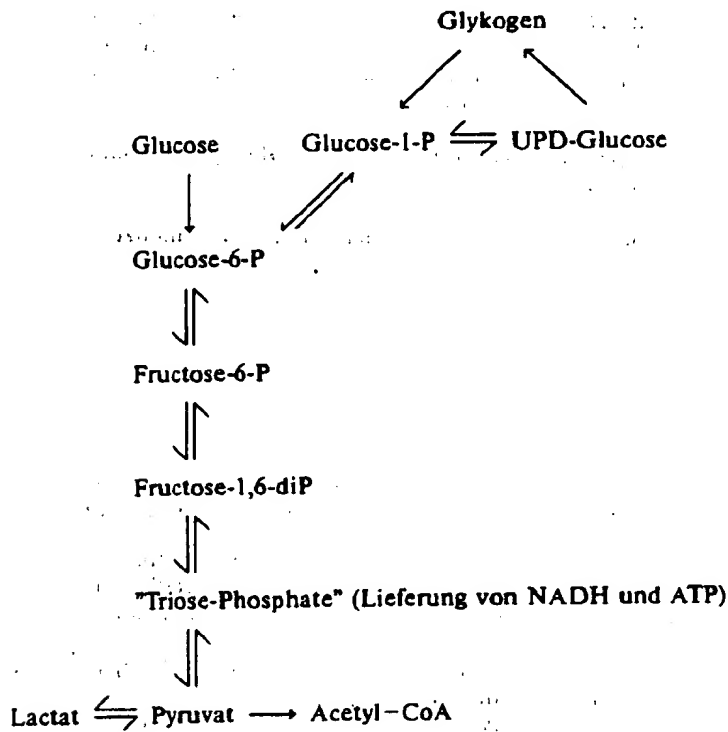 Glykogen
Glucose Glucose-1-P UPD-Glucose
Glucose-6-P
Fructose-6-P
Fructose-1,6-diP
"Triose-Phosphate" (Lieferung von NADH und ATP)
Lactat Pyruvat Acetyl-CoA